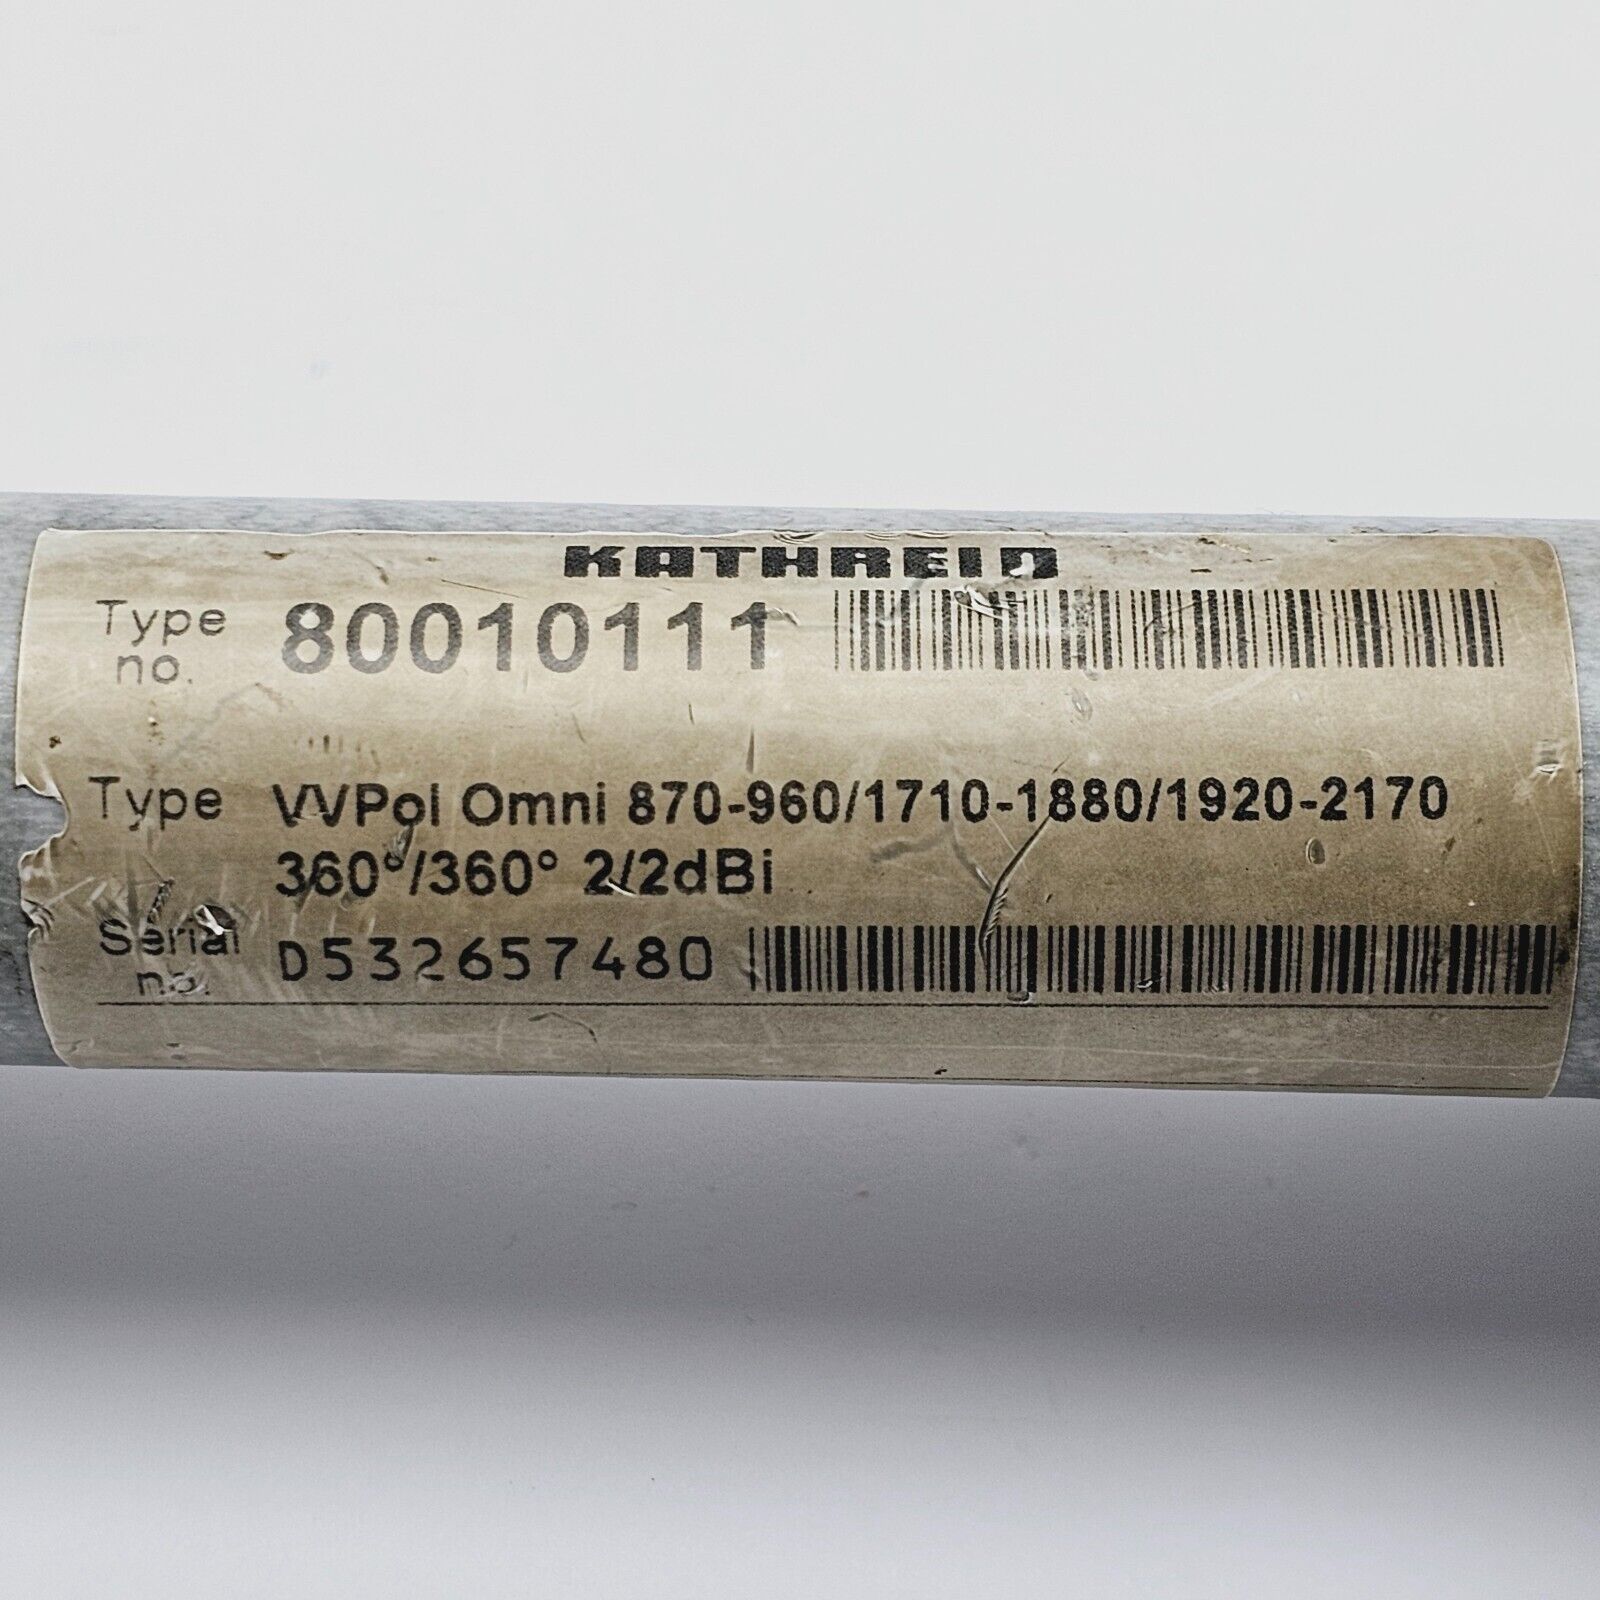 KATHREIN
Type no. 80010111
Type VVPol Omni 870-960/1710-1880/1920-2170
360°/360° 2/2dBi
Serial no. D532657480